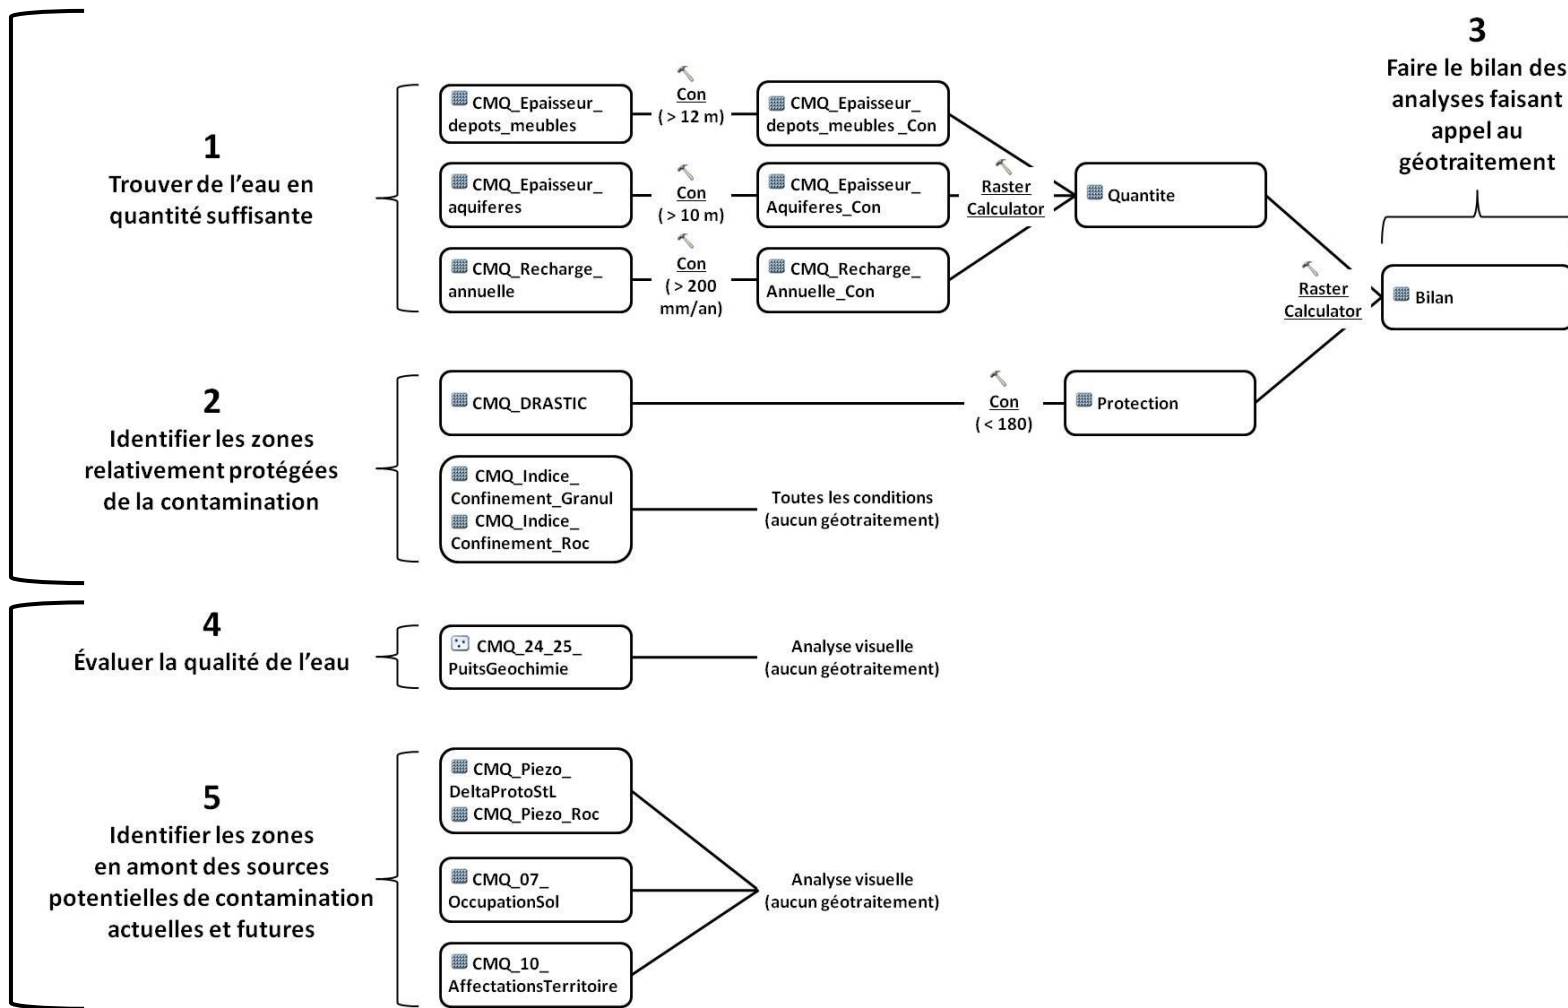 1
Trouver de l’eau en
quantité suffisante
CMQ_Epaisseur_
depots_meubles
Con
( > 12 m)
CMQ_Epaisseur_
depots_meubles _Con
CMQ_Epaisseur_
aquiferes
Con
( > 10 m)
CMQ_Epaisseur_
Aquiferes_Con
CMQ_Recharge_
annuelle
Con
( > 200
mm/an)
CMQ_Recharge_
Annuelle_Con
Raster
Calculator
Quantite
2
Identifier les zones
relativement protégées
de la contamination
CMQ_DRASTIC
Con
( < 180)
Protection
CMQ_Indice_
Confinement_Granul
CMQ_Indice_
Confinement_Roc
Toutes les conditions
(aucun géotraitement)
3
Faire le bilan des
analyses faisant
appel au
géotraitement
Raster
Calculator
Bilan
4
Évaluer la qualité de l’eau
CMQ_24_25_
PuitsGeochimie
Analyse visuelle
(aucun géotraitement)
5
Identifier les zones
en amont des sources
potentielles de contamination
actuelles et futures
CMQ_Piezo_
DeltaProtoStL
CMQ_Piezo_Roc
CMQ_07_
OccupationSol
CMQ_10_
AffectationsTerritoire
Analyse visuelle
(aucun géotraitement)